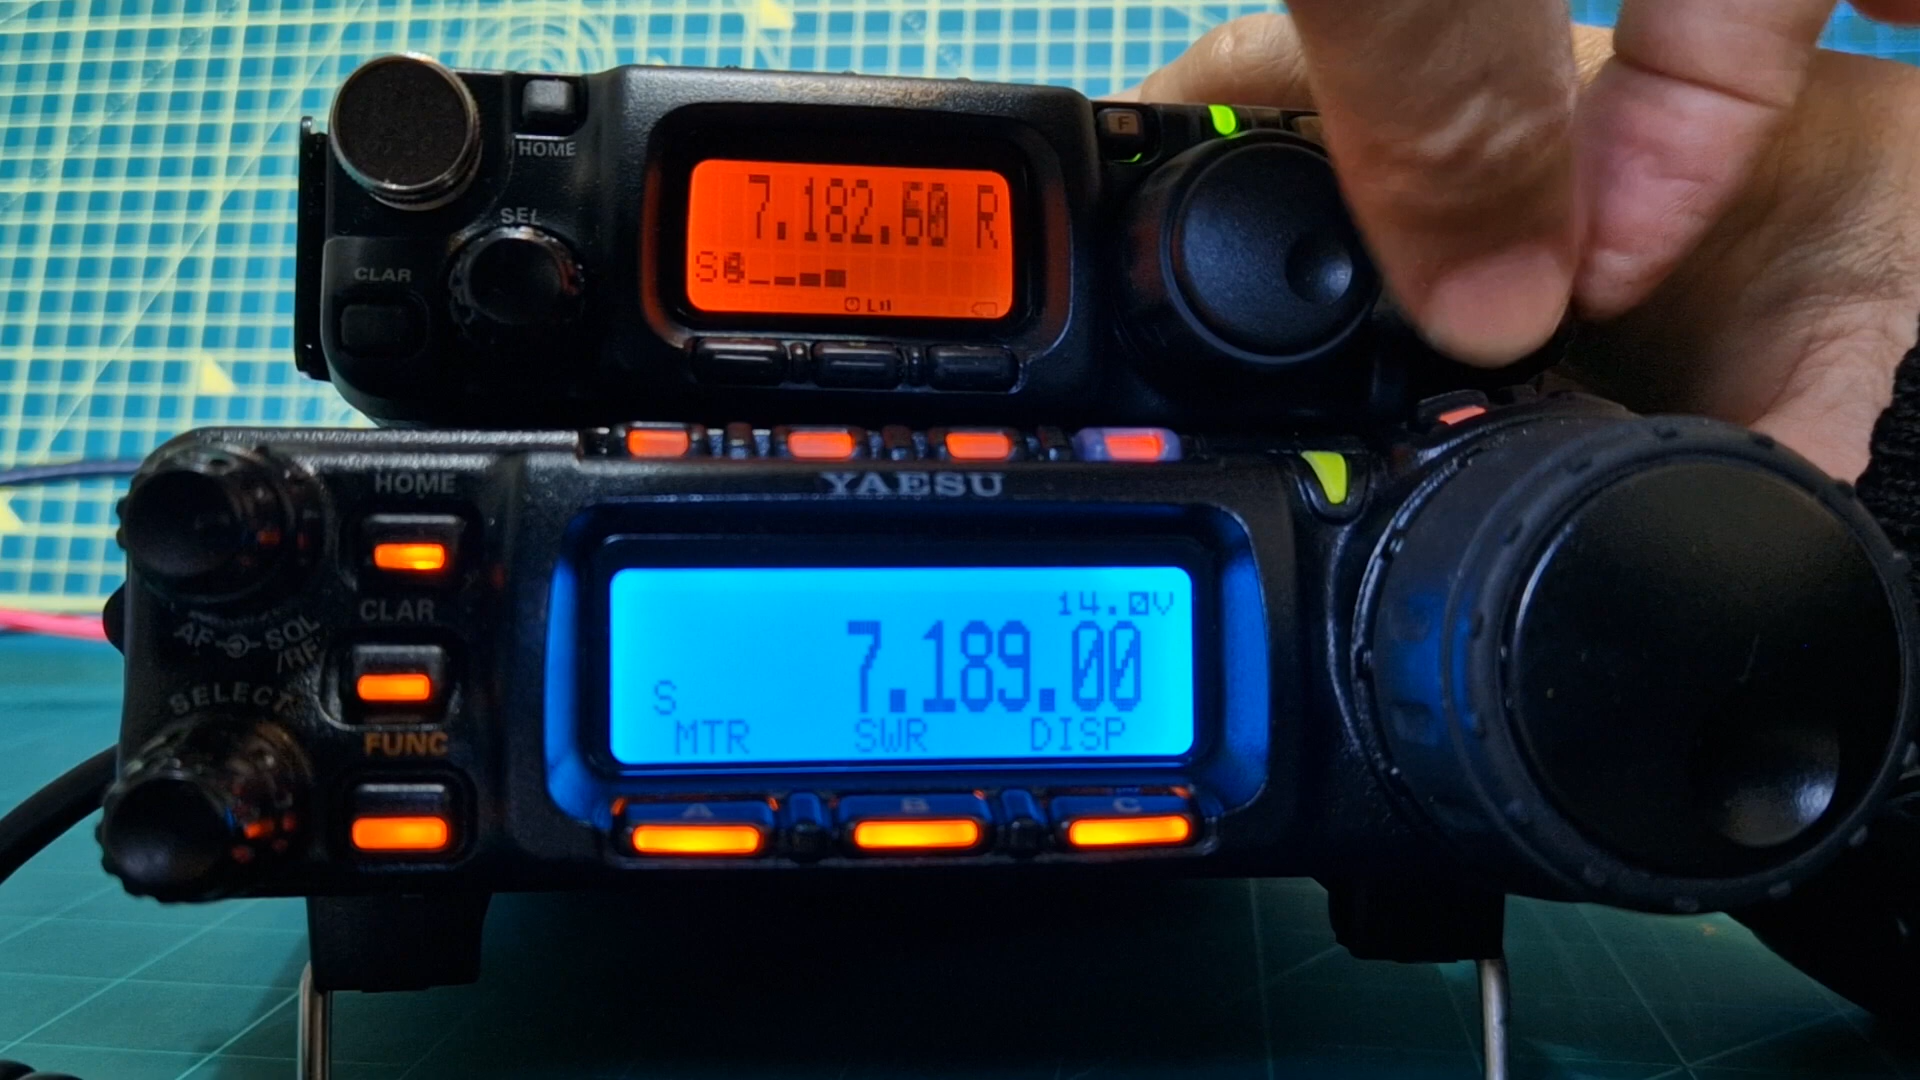 HOME
F
SEL
7.182.60 R
CLAR
S
YAESU
HOME
14.0V
7.189.00
CLAR
AF SQL
/RF
S
SELECT
MTR SWR DISP
FUNC
A B C